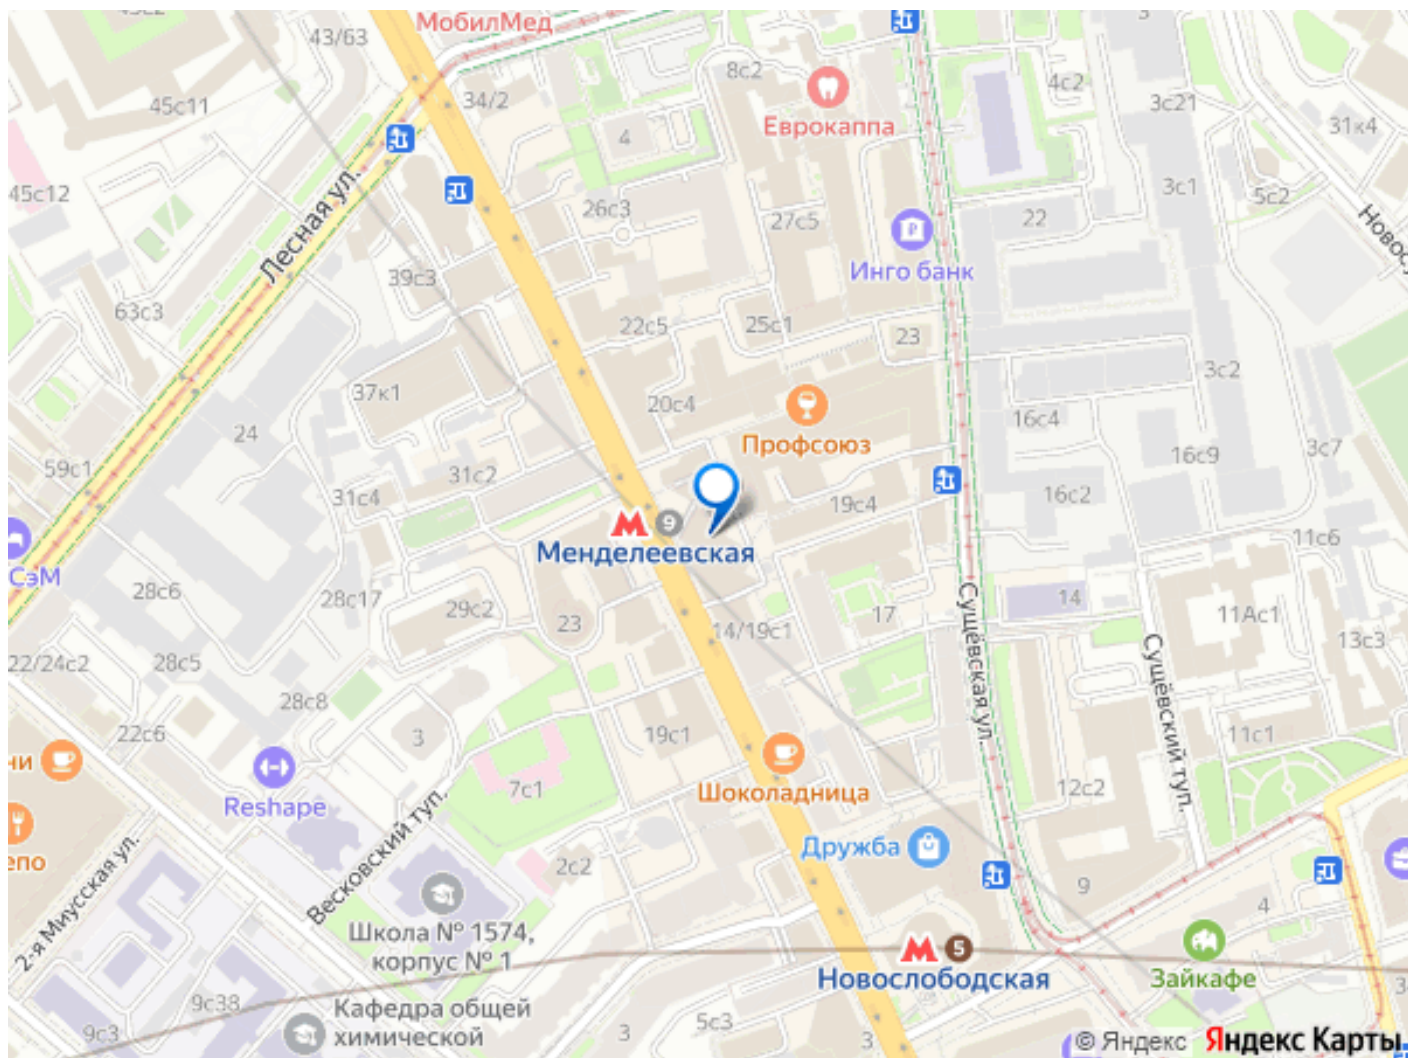 МобилМед
43/63
45с11
34/2
8с2
4с2
3
3с21
31к4
Еврокаппа
4
45с12
Лесная ул.
26с3
27с5
22
3с1
5с2
Инго банк
39с3
63с3
22с5
25с1
23
3с2
37к1
20с4
24
Профсоюз
16с4
3с7
59с1
31с2
31с4
16с9
16с2
19с4
9
Менделеевская
11с6
СэМ
28с6
28с17
29с2
23
14/19с1
17
14
11Ас1
13с3
Сущёвская ул.
Сущёвский туп.
22/24с2
28с5
28с8
22с6
3
19с1
11с1
чи
Reshape
7с1
Шоколадница
12с2
Весковский туп.
Дружба
епо
2-я Миусская ул.
2с2
9
4
Школа № 1574,
корпус № 1
5
Новослободская
Зайкафе
9с38
9с3
Кафедра общей
химической
3
5с3
3
© Яндекс Яндекс Карты